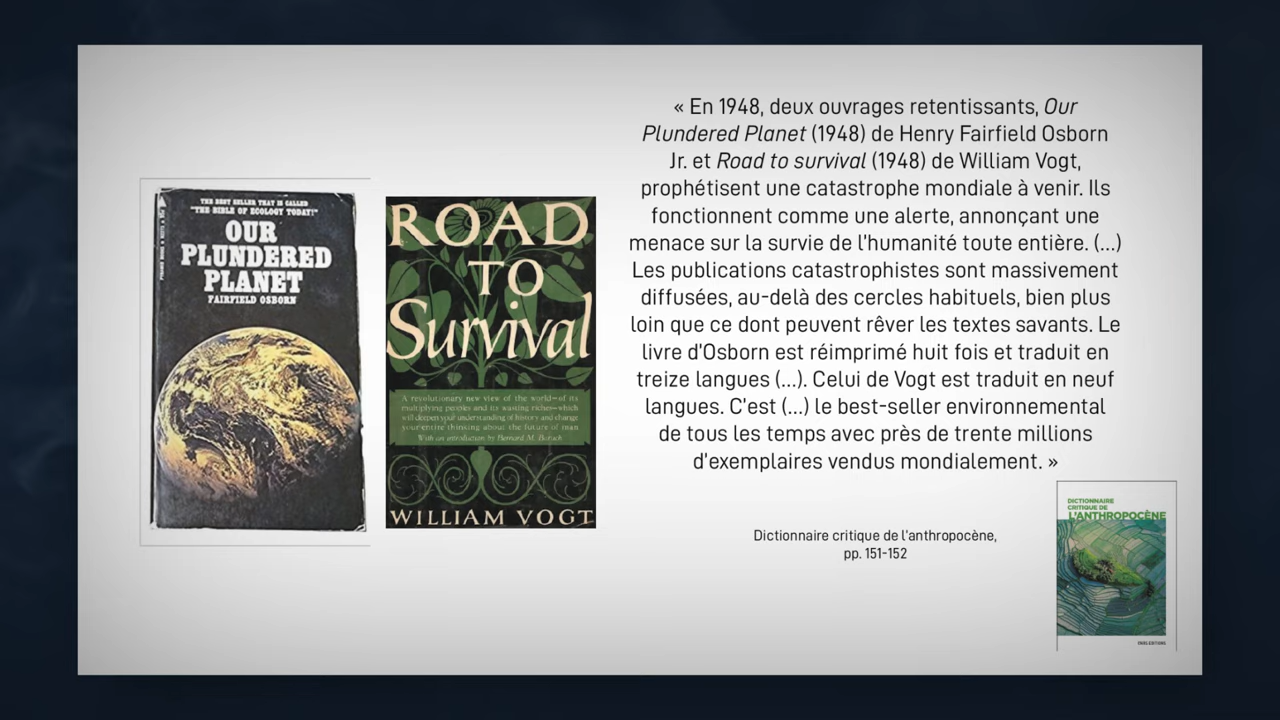 THE BEST SELLER THAT IS CALLED
"THE BIBLE OF ECOLOGY TODAY!"
OUR
PLUNDERED
PLANET
FAIRFIELD OSBORN
ROAD
TO
Survival
A revolutionary new view of the world—of its
multiplying peoples and its wasting riches—which
will deepen your understanding of history and change
your entire thinking about the future of man
With an introduction by Bernard M. Baruch
WILLIAM VOGT
« En 1948, deux ouvrages retentissants, Our
Plundered Planet (1948) de Henry Fairfield Osborn
Jr. et Road to survival (1948) de William Vogt,
prophétisent une catastrophe mondiale à venir. Ils
fonctionnent comme une alerte, annonçant une
menace sur la survie de l'humanité toute entière. (...)
Les publications catastrophistes sont massivement
diffusées, au-delà des cercles habituels, bien plus
loin que ce dont peuvent rêver les textes savants. Le
livre d'Osborn est réimprimé huit fois et traduit en
treize langues (...). Celui de Vogt est traduit en neuf
langues. C'est (...) le best-seller environnemental
de tous les temps avec près de trente millions
d'exemplaires vendus mondialement. »
Dictionnaire critique de l'anthropocène,
pp. 151-152
DICTIONNAIRE
CRITIQUE DE
L'ANTHROPOCÈNE